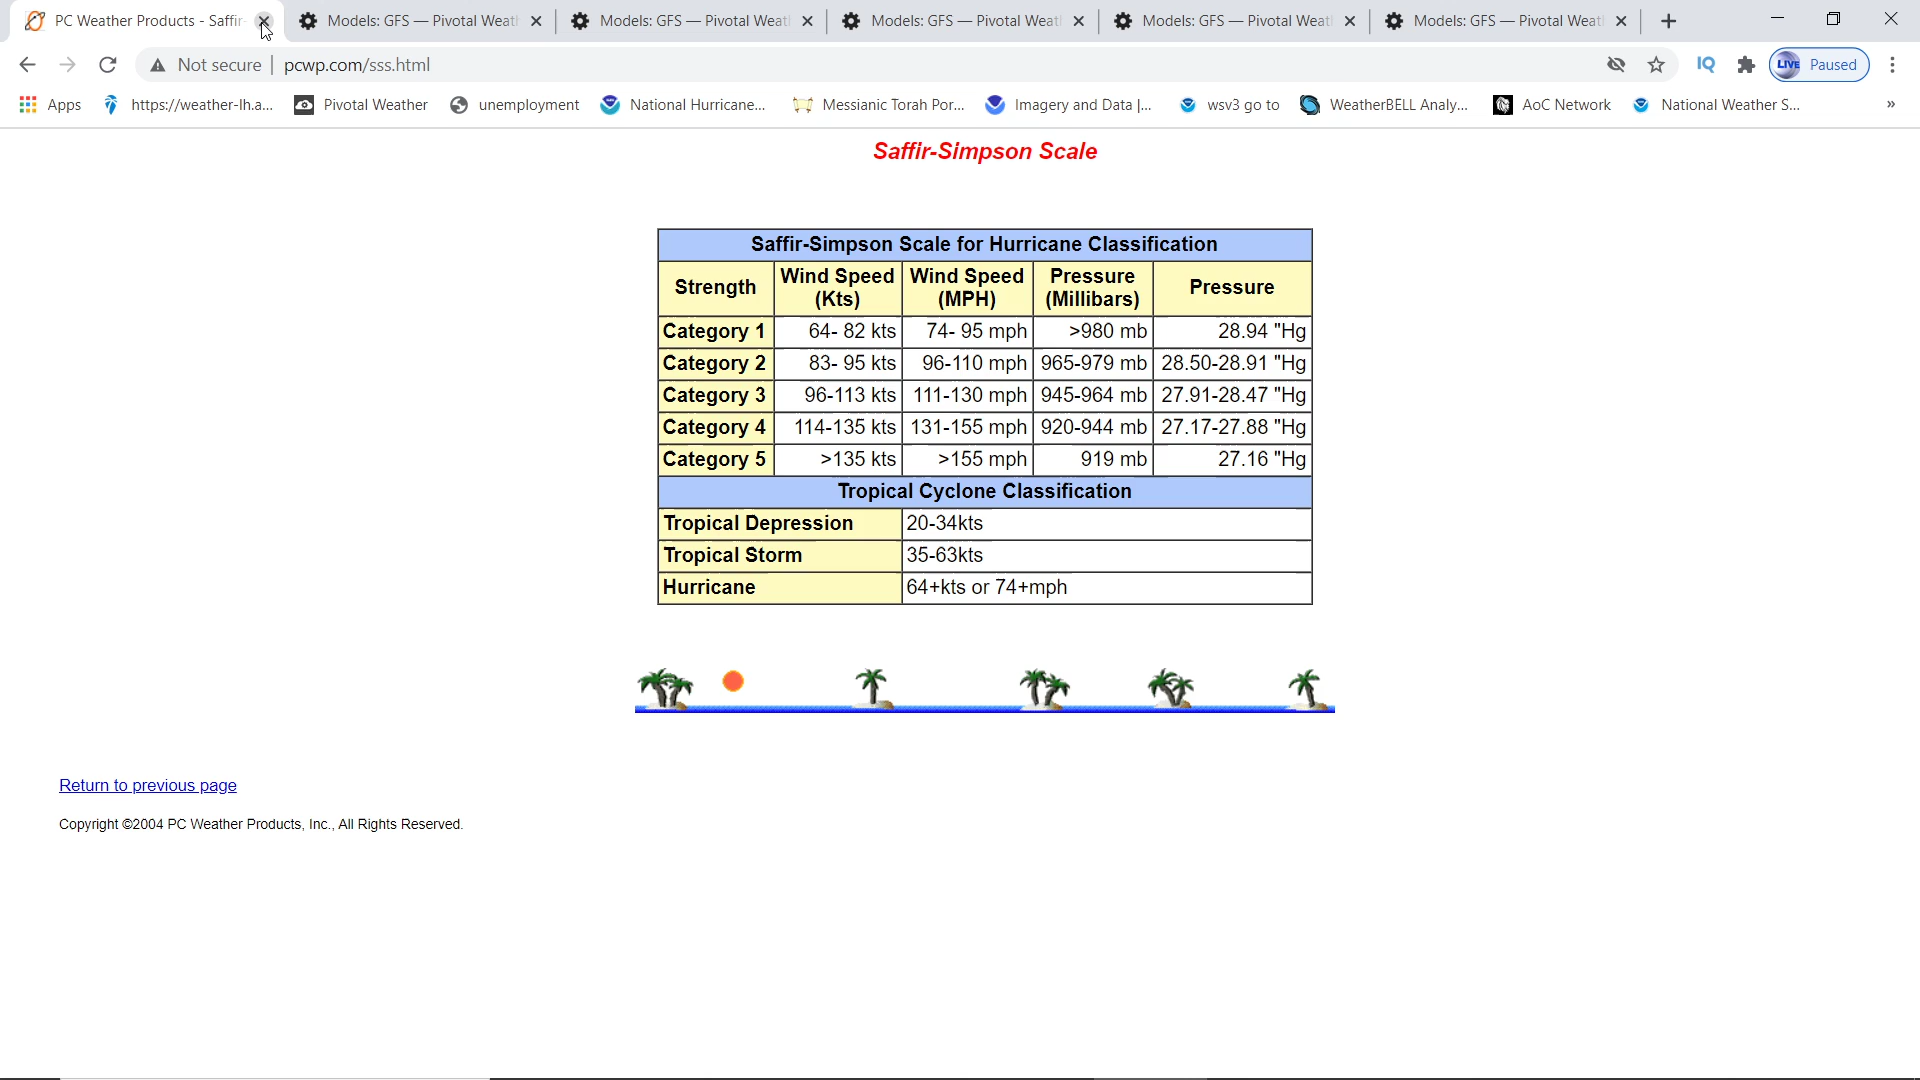 PC Weather Products - Saffir-
Models: GFS — Pivotal Weat
Models: GFS — Pivotal Weat
Models: GFS — Pivotal Weat
Models: GFS — Pivotal Weat
Models: GFS — Pivotal Weat
Not secure | pcwp.com/sss.html
IQ
LIVE
Paused
Apps
https://weather-lh.a...
Pivotal Weather
unemployment
National Hurricane...
Messianic Torah Por...
Imagery and Data |...
wsv3 go to
WeatherBELL Analy...
AoC Network
National Weather S...
»
Saffir-Simpson Scale
Saffir-Simpson Scale for Hurricane Classification
Strength Wind Speed (Kts) Wind Speed (MPH) Pressure (Millibars) Pressure
Category 1 64- 82 kts 74- 95 mph >980 mb 28.94 "Hg
Category 2 83- 95 kts 96-110 mph 965-979 mb 28.50-28.91 "Hg
Category 3 96-113 kts 111-130 mph 945-964 mb 27.91-28.47 "Hg
Category 4 114-135 kts 131-155 mph 920-944 mb 27.17-27.88 "Hg
Category 5 >135 kts >155 mph 919 mb 27.16 "Hg
Tropical Cyclone Classification
Tropical Depression 20-34kts
Tropical Storm 35-63kts
Hurricane 64+kts or 74+mph
Return to previous page
Copyright ©2004 PC Weather Products, Inc., All Rights Reserved.